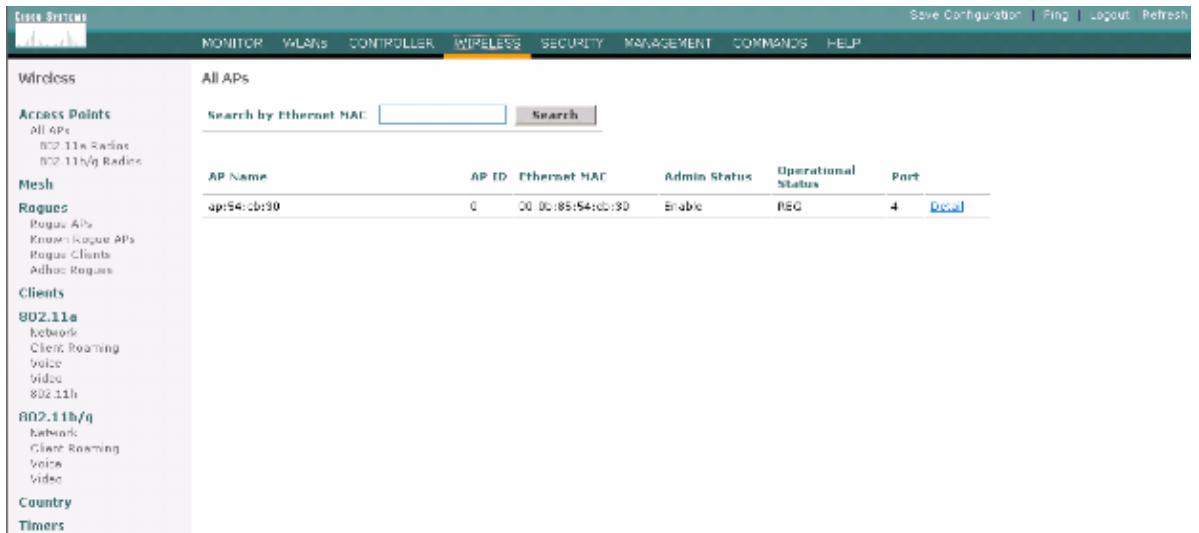 CISCO SYSTEMS
Save Configuration | Ping | Logout | Refresh
MONITOR WLANs CONTROLLER WIRELESS SECURITY MANAGEMENT COMMANDS HELP
Wireless
Access Points
All APs
802.11a Radios
802.11b/g Radios
Mesh
Rogues
Rogue APs
Known Rogue APs
Rogue Clients
Adhoc Rogues
Clients
802.11a
Network
Client Roaming
Voice
Video
802.11h
802.11b/g
Network
Client Roaming
Voice
Video
Country
Timers
All APs
Search by Ethernet MAC Search
AP Name AP ID Ethernet MAC Admin Status Operational Status Port
ap:54:cb:30 0 00:0b:85:54:cb:30 Enable REG 4 Detail